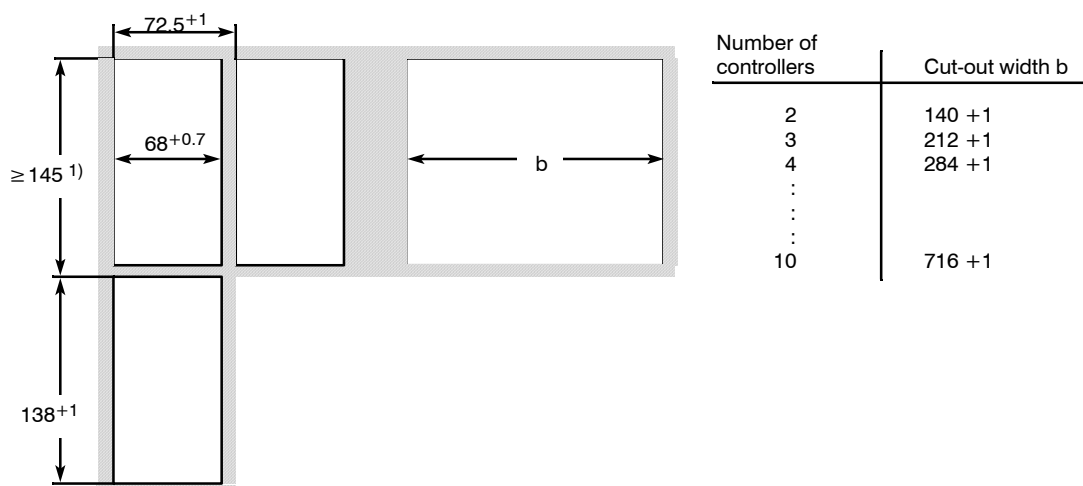 72.5+1
68+0.7
≥ 145 1)
b
138+1
Number of
controllers
Cut-out width b
2 140 +1
3 212 +1
4 284 +1
:
:
:
10 716 +1